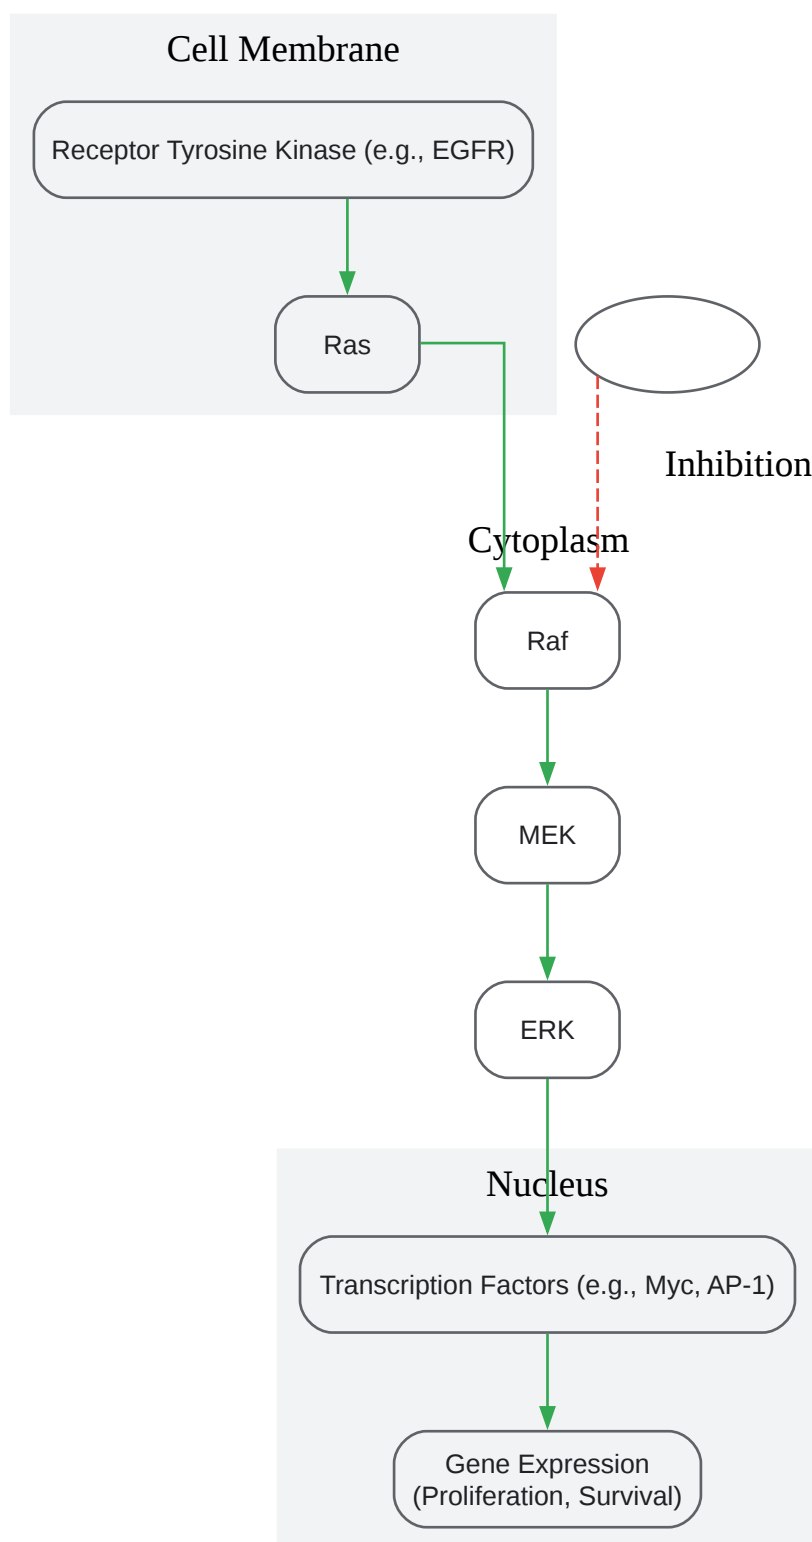 Cell Membrane
Receptor Tyrosine Kinase (e.g., EGFR)
Ras
Inhibition
Cytoplasm
Raf
MEK
ERK
Nucleus
Transcription Factors (e.g., Myc, AP-1)
Gene Expression
(Proliferation, Survival)